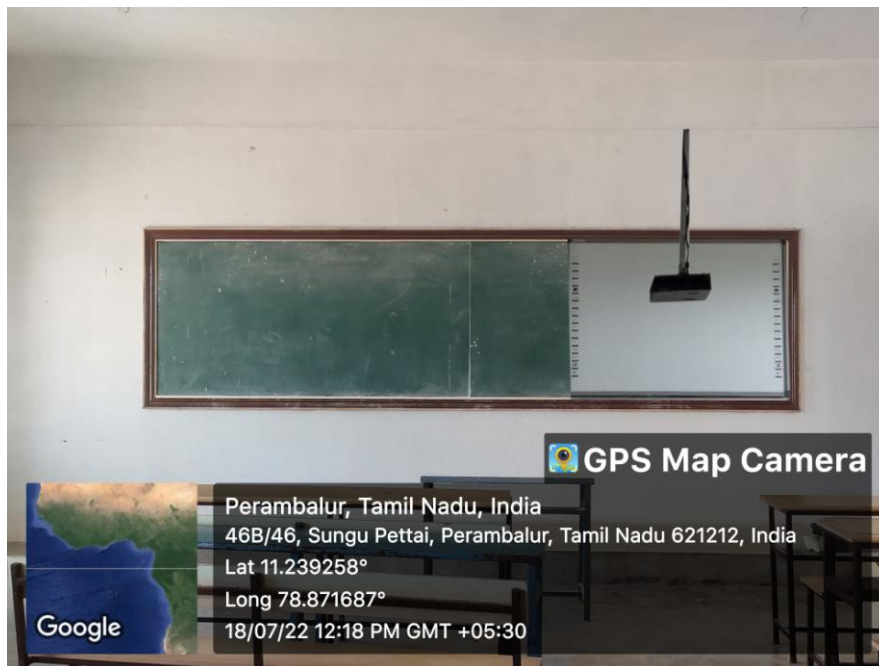 GPS Map Camera
Perambalur, Tamil Nadu, India
46B/46, Sungu Pettai, Perambalur, Tamil Nadu 621212, India
Lat 11.239258°
Long 78.871687°
18/07/22 12:18 PM GMT +05:30
Google